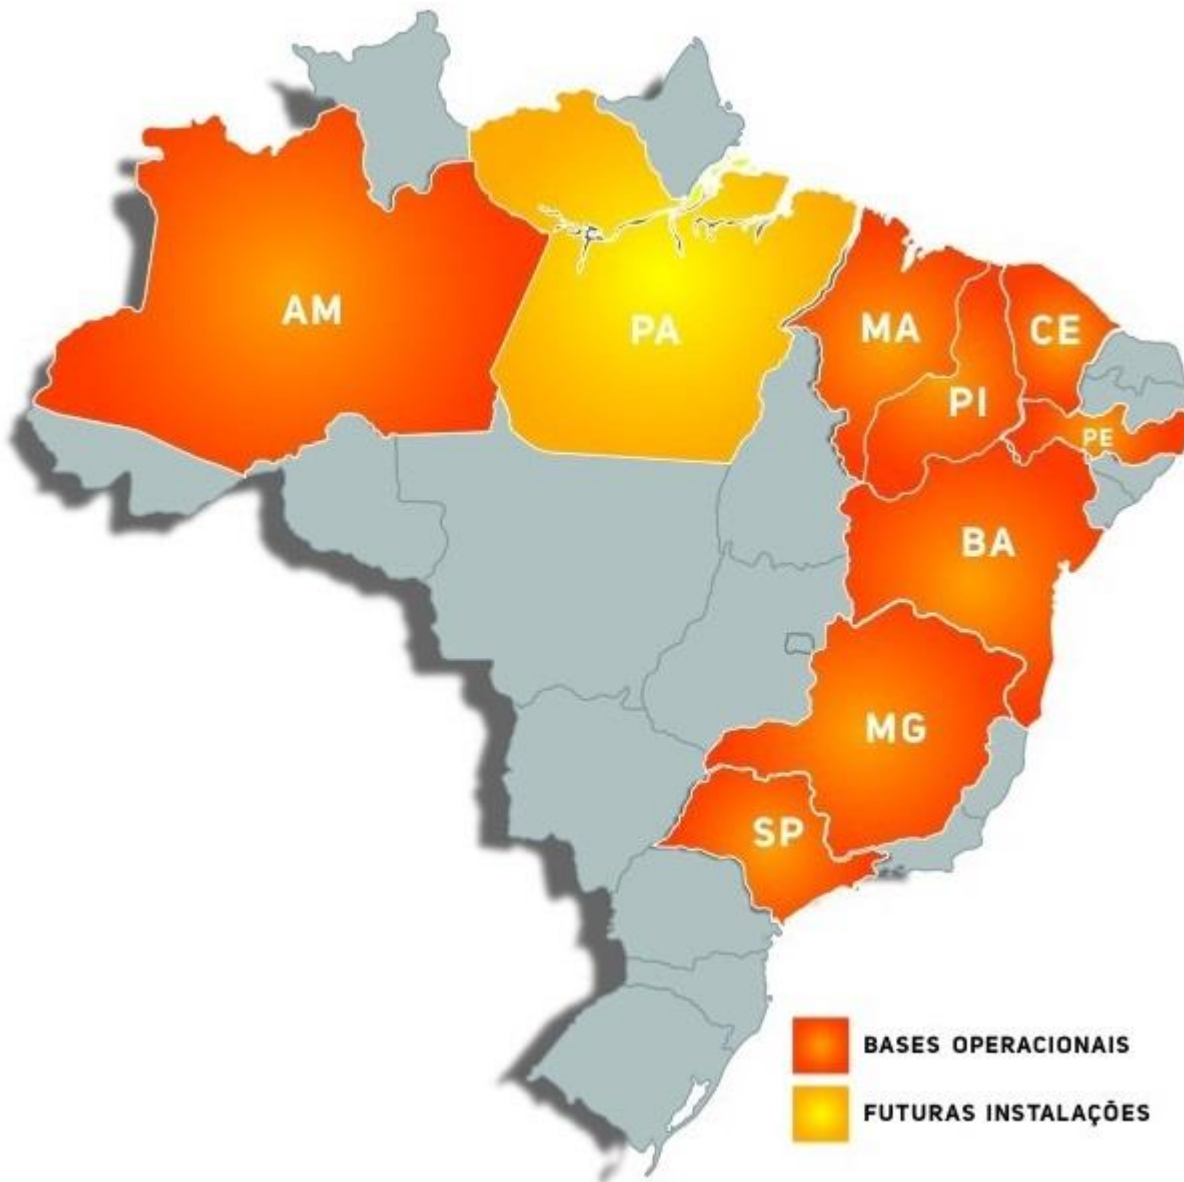 AM
PA
MA
CE
PI
PE
BA
MG
SP
BASES OPERACIONAIS
FUTURAS INSTALAÇÕES